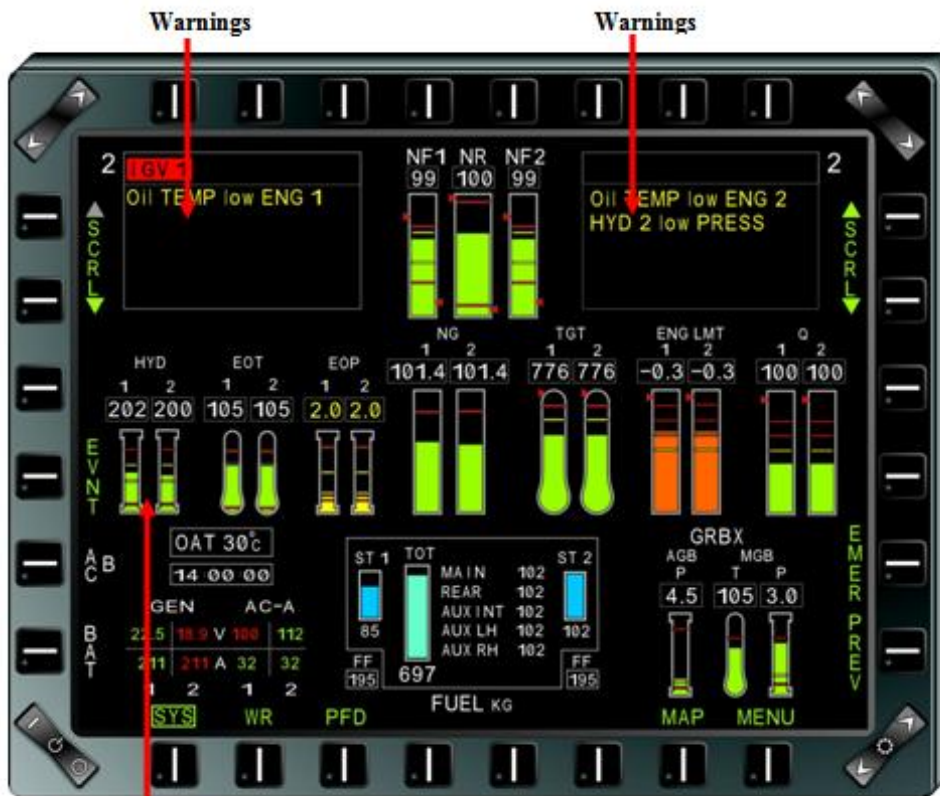 Warnings Warnings
2 IGV 1 NF1 NR NF2 2
99 100 99
Oil TEMP low ENG 1 Oil TEMP low ENG 2
HYD 2 low PRESS
SCRL SCRL
NG TGT ENG LMT Q
HYD EOT EOP 1 2 1 2 1 2 1 2
1 2 1 2 1 2 101.4 101.4 776 776 -0.3 -0.3 100 100
202 200 105 105 2.0 2.0
EVNT
OAT 30°C GRBX
AC B ST 1 TOT ST 2 AGB MGB
14 00 00 MAIN 102 P T P
REAR 102 4.5 105 3.0
GEN AC-A AUX INT 102
22.5 18.9 V 100 112 85 AUX LH 102 102
BAT AUX RH 102
211 211 A 32 32 FF 697 FF
1 2 1 2 195 195
FUEL KG
EMER PREV
SYS WR PFD MAP MENU